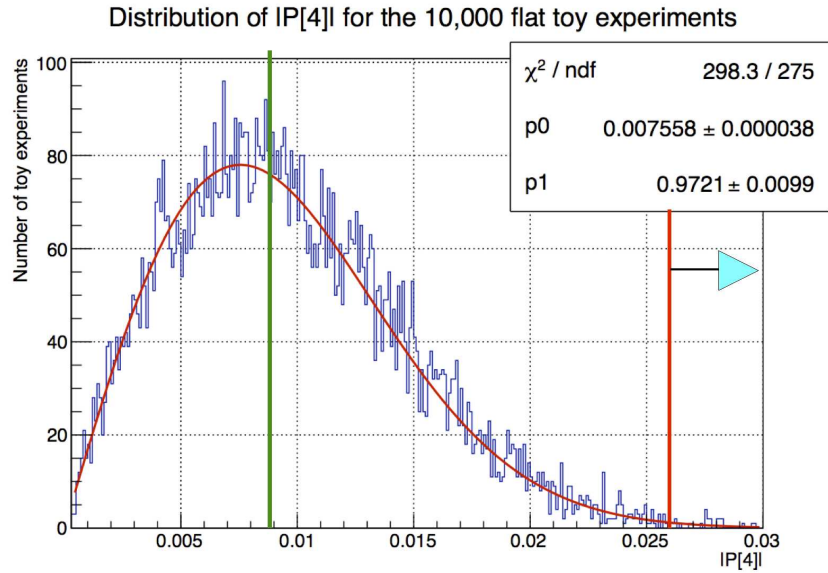 Distribution of |P[4]| for the 10,000 flat toy experiments
χ² / ndf 298.3 / 275
p0 0.007558 ± 0.000038
p1 0.9721 ± 0.0099
Number of toy experiments
100
80
60
40
20
0
0.005 0.01 0.015 0.02 0.025 0.03
|P[4]|